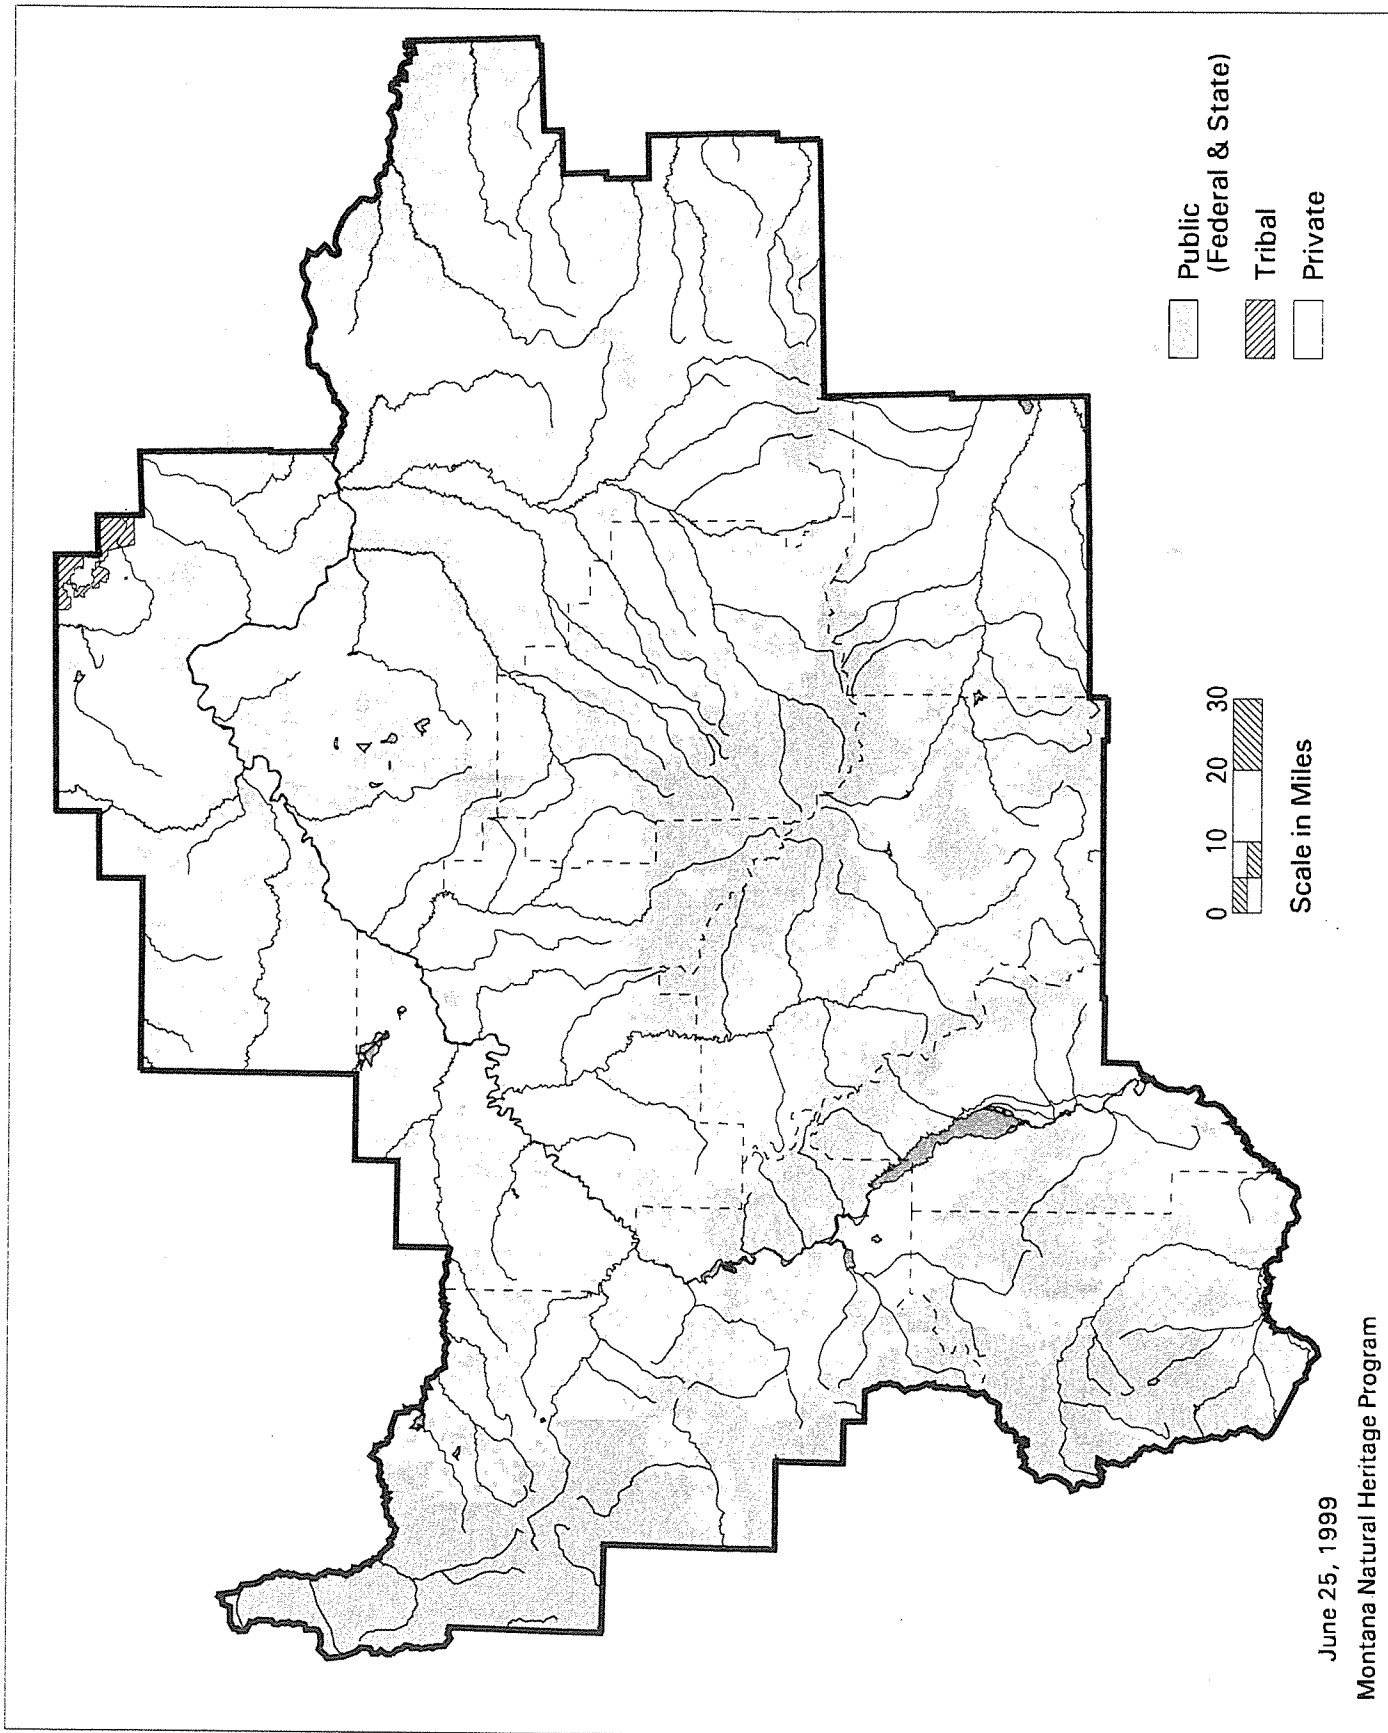 Public
(Federal & State)
Tribal
Private
0 10 20 30
Scale in Miles
June 25, 1999
Montana Natural Heritage Program